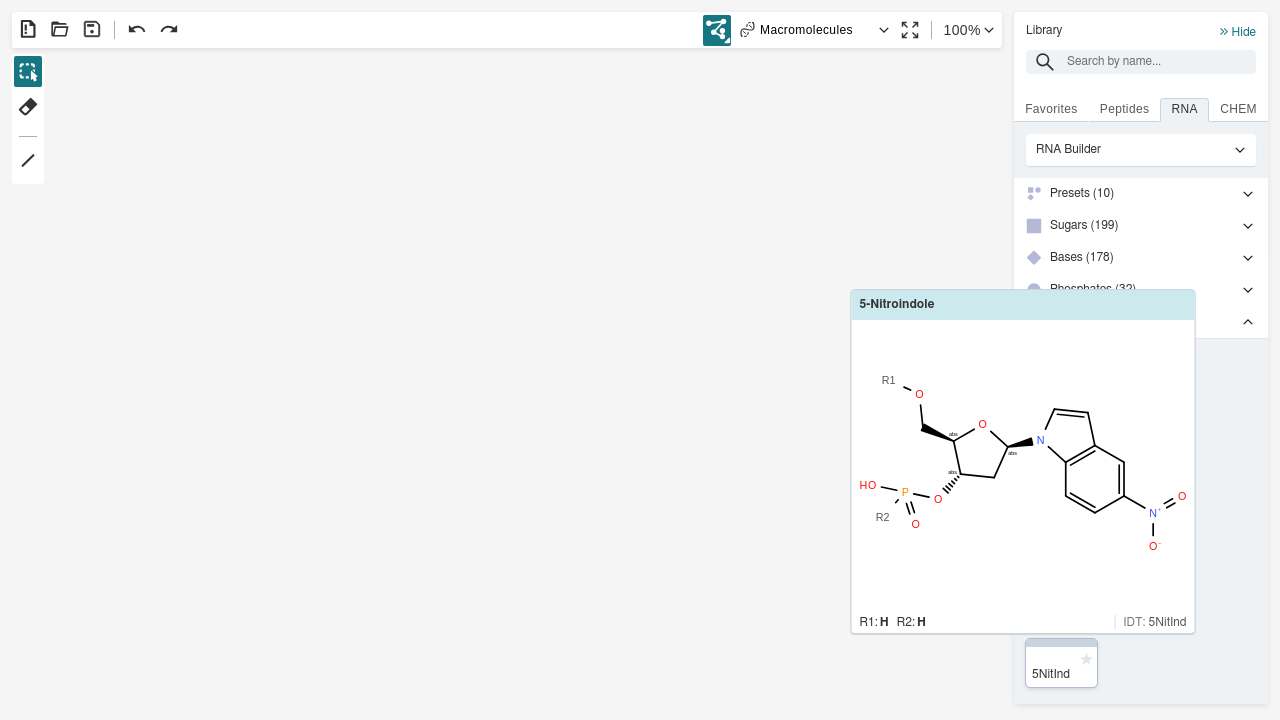 Macromolecules
100%
Library
Hide
Search by name...
Favorites
Peptides
RNA
CHEM
RNA Builder
Presets (10)
Sugars (199)
Bases (178)
Phosphates (32)
5-Nitroindole
R1
O
O
N
abs
abs
abs
HO
P
O
R2
O
O
N+
O-
R1: H R2: H
IDT: 5NitInd
5NitInd